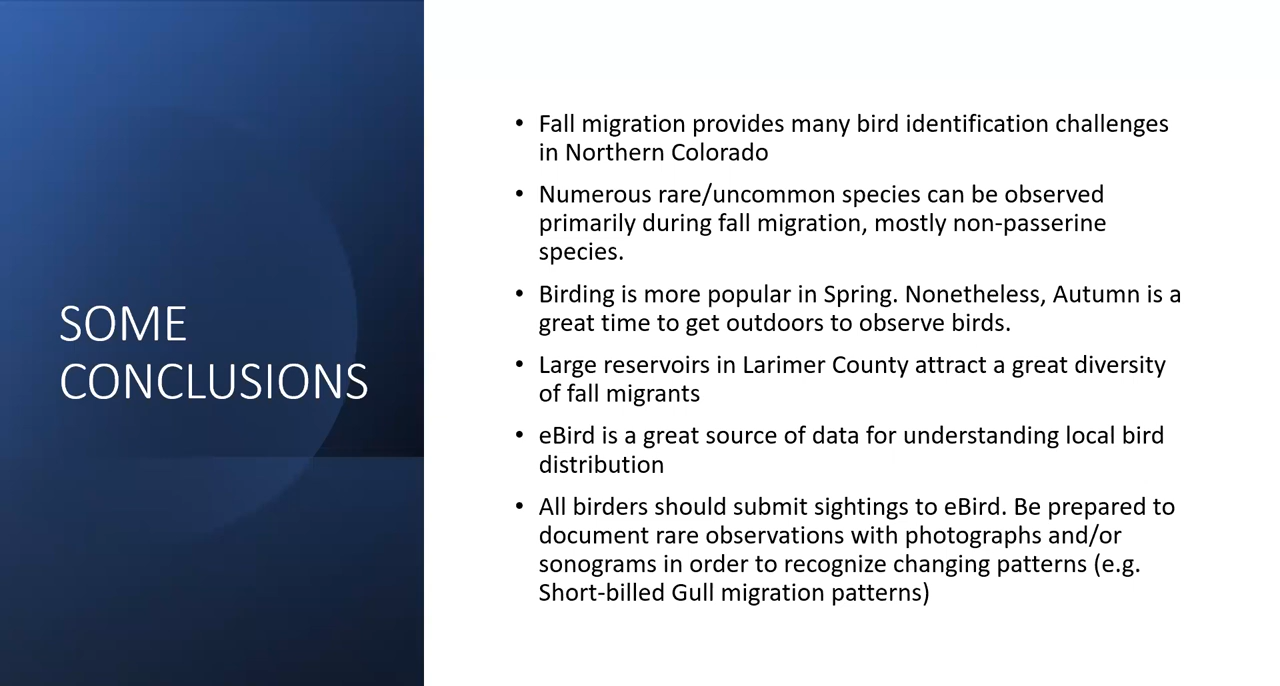 SOME
CONCLUSIONS
• Fall migration provides many bird identification challenges
in Northern Colorado
• Numerous rare/uncommon species can be observed
primarily during fall migration, mostly non-passerine
species.
• Birding is more popular in Spring. Nonetheless, Autumn is a
great time to get outdoors to observe birds.
• Large reservoirs in Larimer County attract a great diversity
of fall migrants
• eBird is a great source of data for understanding local bird
distribution
• All birders should submit sightings to eBird. Be prepared to
document rare observations with photographs and/or
sonograms in order to recognize changing patterns (e.g.
Short-billed Gull migration patterns)